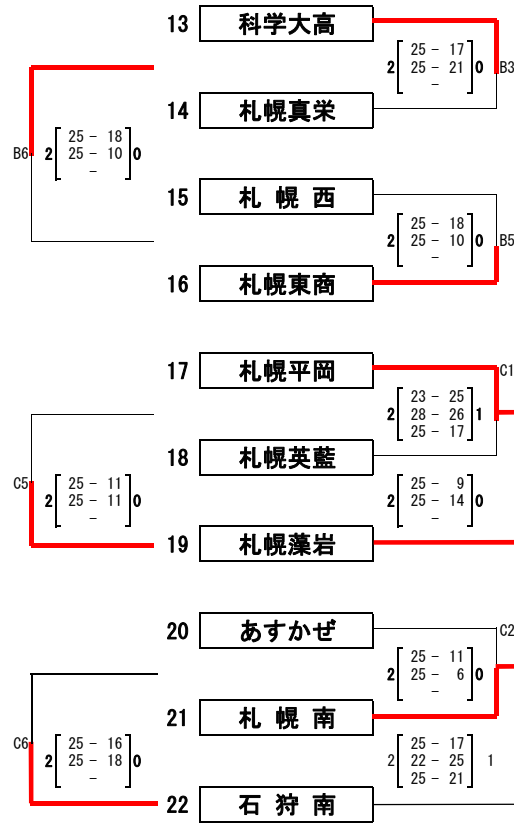 13 科学大高
2 25 - 17 0 B3
25 - 21
-
14 札幌真栄
B6 2 25 - 18 0
25 - 10
-
15 札幌西
2 25 - 18 0 B5
25 - 10
-
16 札幌東商
17 札幌平岡 C1
2 23 - 25 1
28 - 26
25 - 17
18 札幌英藍
C5 2 25 - 11 0
25 - 11
-
2 25 - 9 0
25 - 14
-
19 札幌藻岩
20 あすかぜ C2
2 25 - 11 0
25 - 6
-
21 札幌南
C6 2 25 - 16 0
25 - 18
-
2 25 - 17 1
22 - 25
25 - 21
22 石狩南